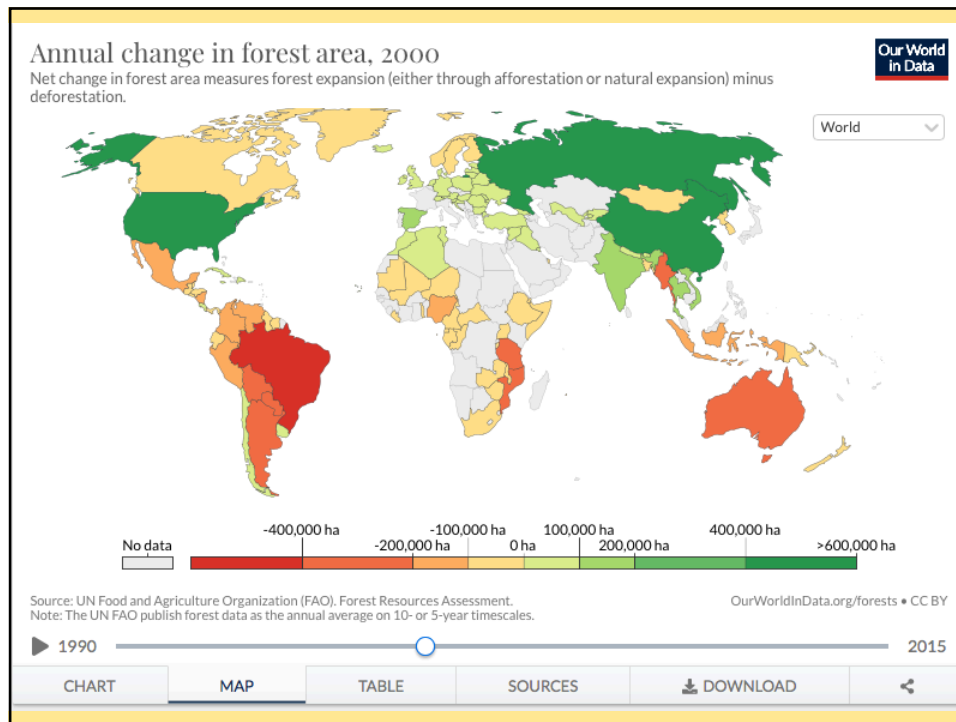 Annual change in forest area, 2000
Net change in forest area measures forest expansion (either through afforestation or natural expansion) minus
deforestation.
Our World
in Data
World
No data
-400,000 ha
-200,000 ha
-100,000 ha
0 ha
100,000 ha
200,000 ha
400,000 ha
>600,000 ha
Source: UN Food and Agriculture Organization (FAO). Forest Resources Assessment.
OurWorldInData.org/forests • CC BY
Note: The UN FAO publish forest data as the annual average on 10- or 5-year timescales.
1990
2015
CHART
MAP
TABLE
SOURCES
DOWNLOAD